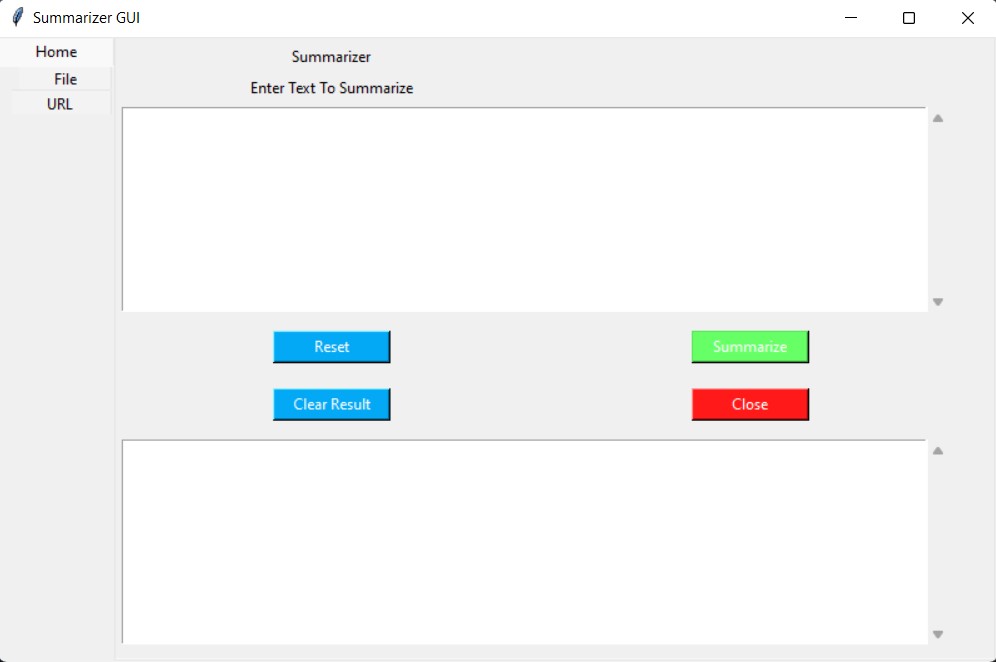 Summarizer GUI
Home
File
URL
Summarizer
Enter Text To Summarize
Reset
Summarize
Clear Result
Close